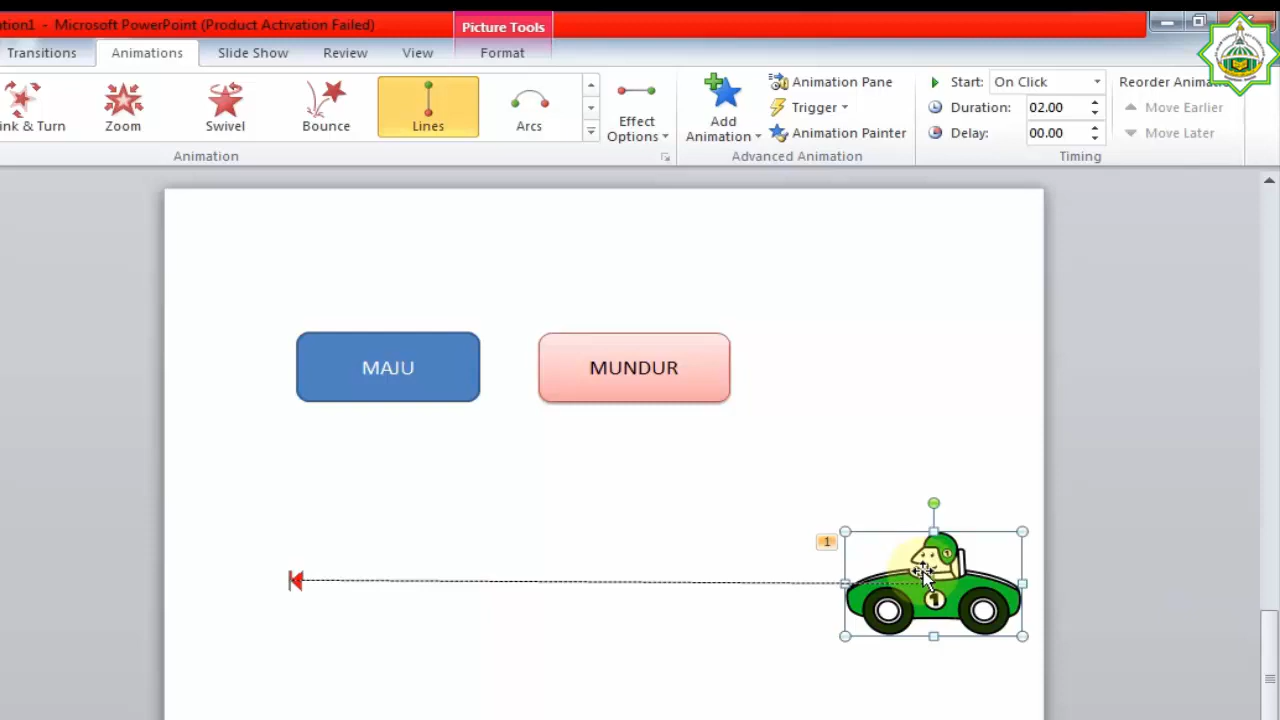 ation1 - Microsoft PowerPoint (Product Activation Failed)
Picture Tools
Transitions Animations Slide Show Review View Format
ink & Turn Zoom Swivel Bounce Lines Arcs
Effect
Options
Add
Animation
Animation Pane
Trigger
Animation Painter
Start: On Click
Duration: 02.00
Delay: 00.00
Reorder Animatio
Move Earlier
Move Later
Animation Advanced Animation Timing
MAJU MUNDUR
1
1
1